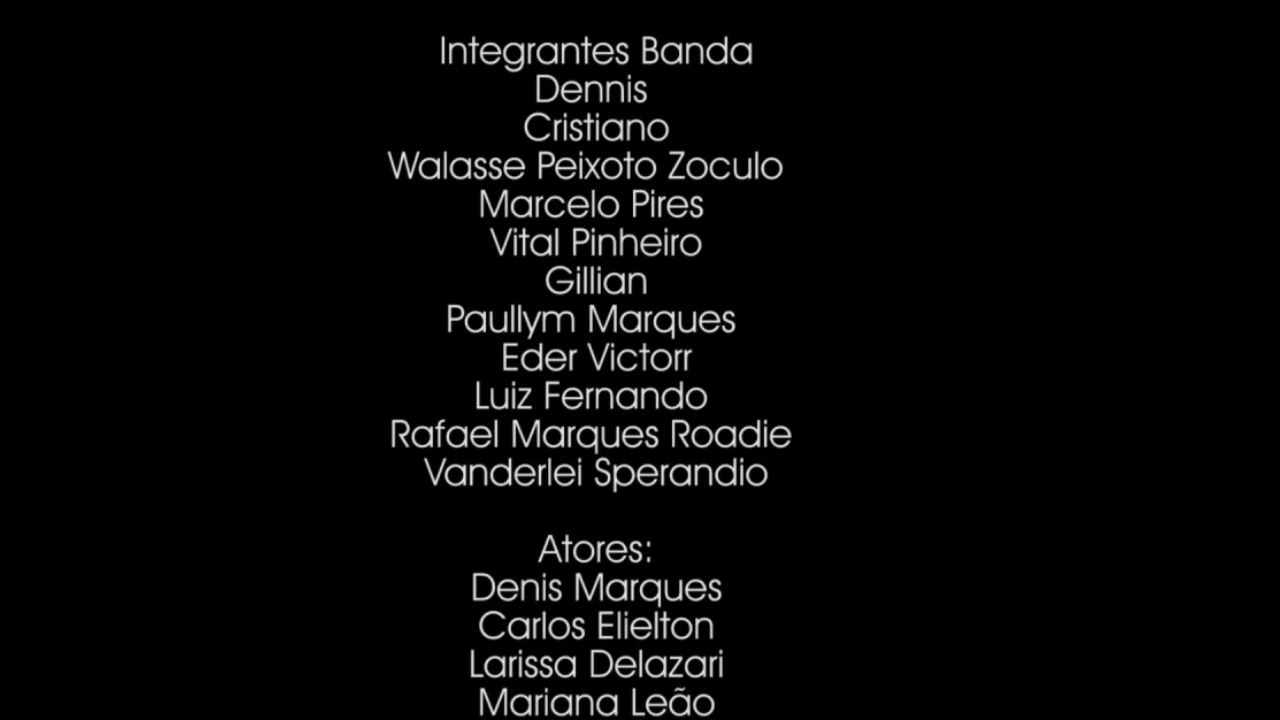 Integrantes Banda
Dennis
Cristiano
Walasse Peixoto Zoculo
Marcelo Pires
Vital Pinheiro
Gillian
Paullym Marques
Eder Victorr
Luiz Fernando
Rafael Marques Roadie
Vanderlei Sperandio
Atores:
Denis Marques
Carlos Elielton
Larissa Delazari
Mariana Leão